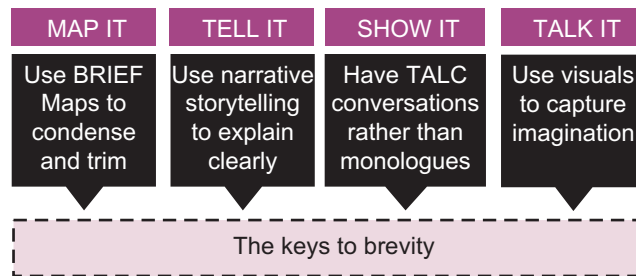 MAP IT
Use BRIEF
Maps to
condense
and trim
TELL IT
Use narrative
storytelling
to explain
clearly
SHOW IT
Have TALC
conversations
rather than
monologues
TALK IT
Use visuals
to capture
imagination
The keys to brevity